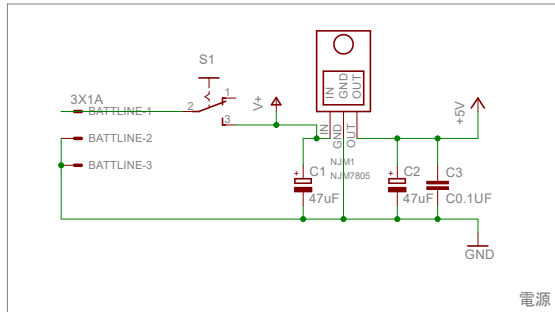 S1
3X1A
BATTLINE-1
2
1
3
V+
IN
GND
OUT
IN
GND
OUT
+5V
BATTLINE-2
BATTLINE-3
NJM1
NJM7805
+
C1
47uF
+
C2
47uF
C3
C0.1UF
GND
電源